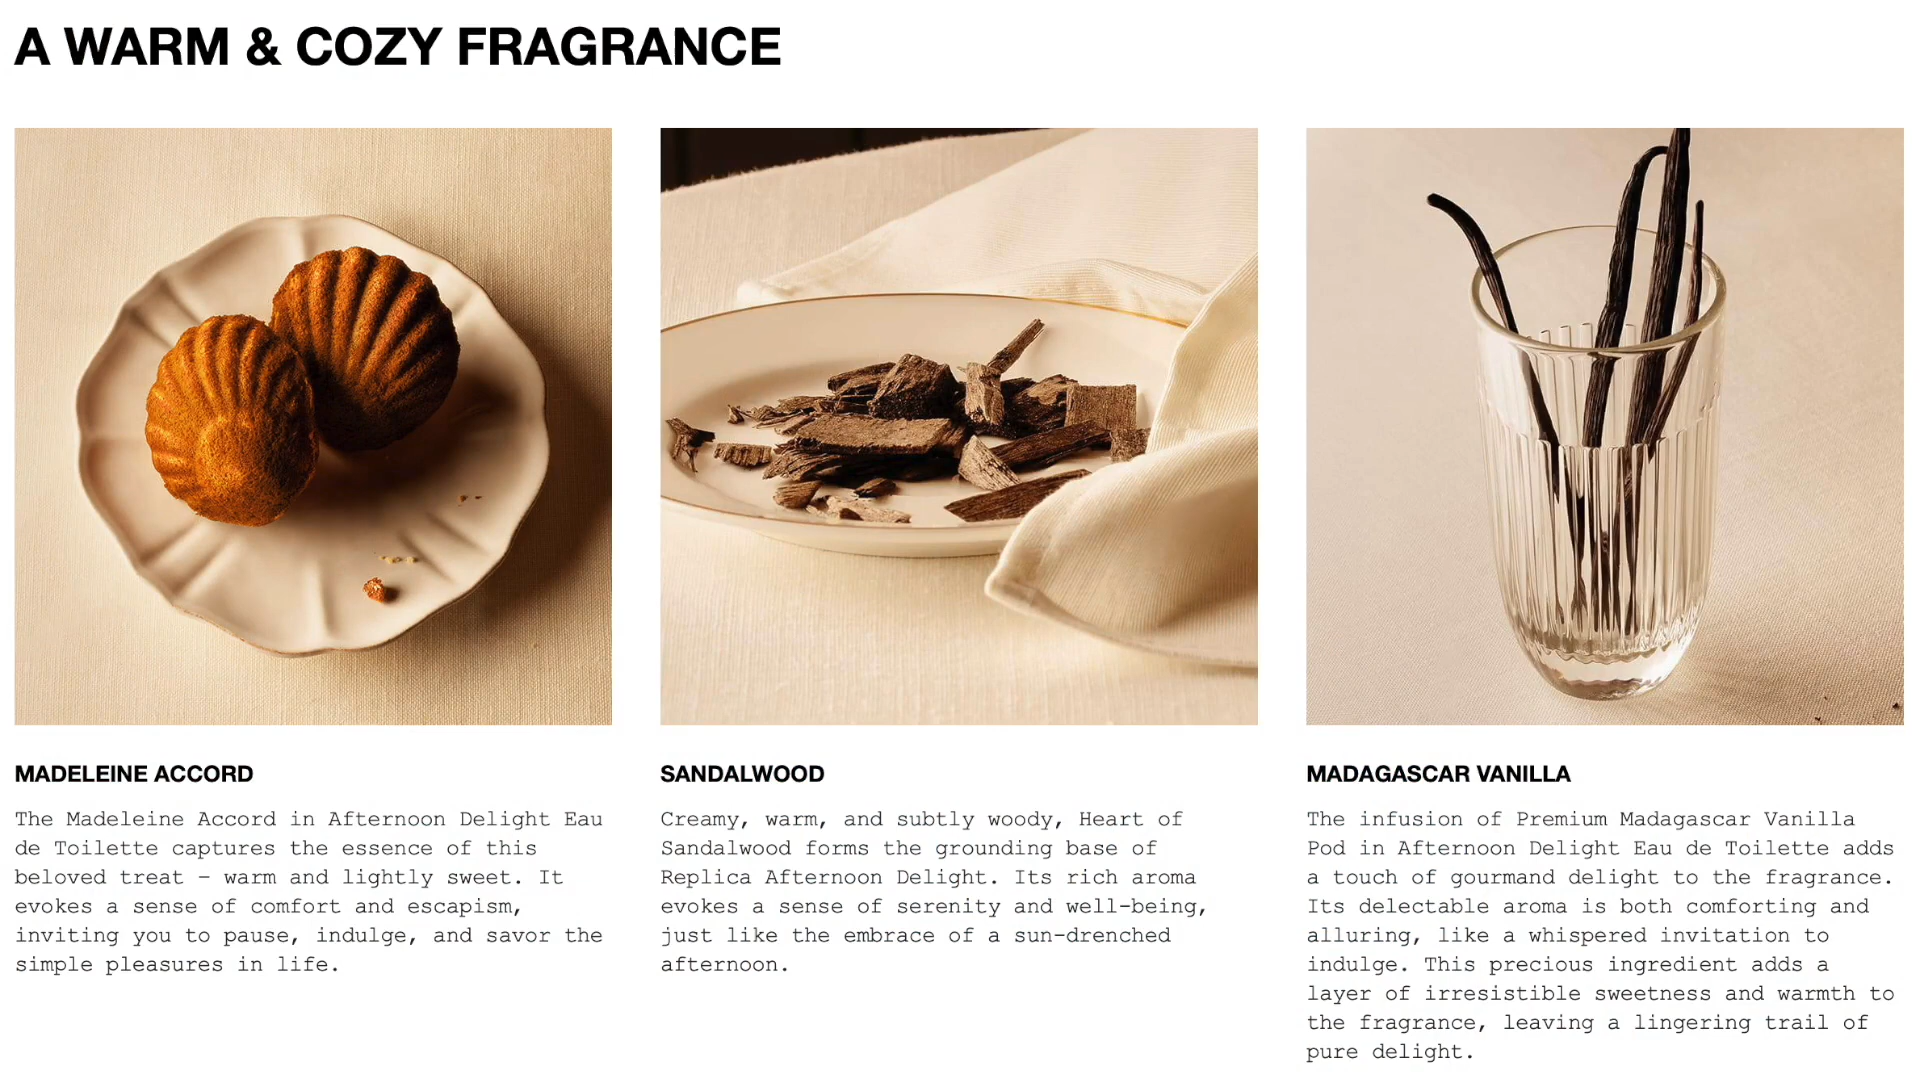 A WARM & COZY FRAGRANCE
MADELEINE ACCORD
The Madeleine Accord in Afternoon Delight Eau
de Toilette captures the essence of this
beloved treat – warm and lightly sweet. It
evokes a sense of comfort and escapism,
inviting you to pause, indulge, and savor the
simple pleasures in life.
SANDALWOOD
Creamy, warm, and subtly woody, Heart of
Sandalwood forms the grounding base of
Replica Afternoon Delight. Its rich aroma
evokes a sense of serenity and well-being,
just like the embrace of a sun-drenched
afternoon.
MADAGASCAR VANILLA
The infusion of Premium Madagascar Vanilla
Pod in Afternoon Delight Eau de Toilette adds
a touch of gourmand delight to the fragrance.
Its delectable aroma is both comforting and
alluring, like a whispered invitation to
indulge. This precious ingredient adds a
layer of irresistible sweetness and warmth to
the fragrance, leaving a lingering trail of
pure delight.